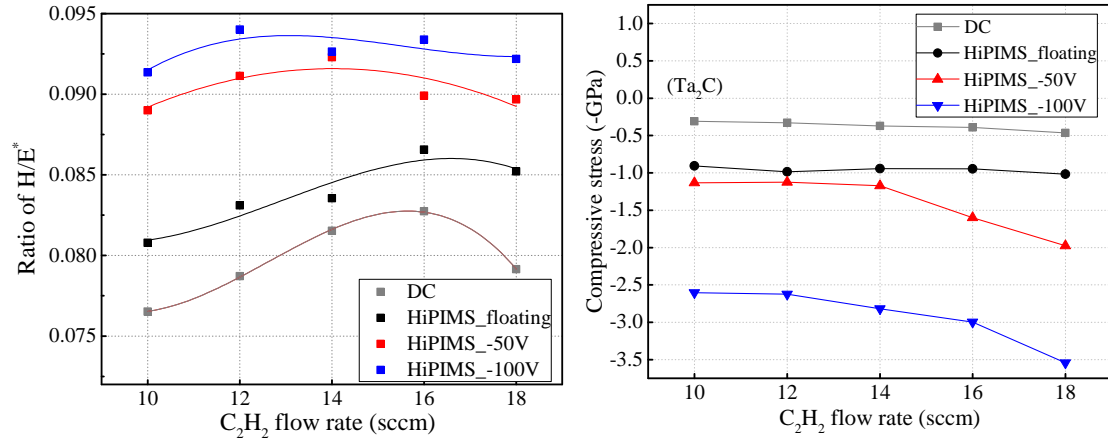 0.095
0.090
0.085
0.080
0.075
Ratio of H/E*
10 12 14 16 18
C₂H₂ flow rate (sccm)
DC
HiPIMS_floating
HiPIMS_-50V
HiPIMS_-100V
1.0
0.5
0.0
-0.5
-1.0
-1.5
-2.0
-2.5
-3.0
-3.5
Compressive stress (-GPa)
(Ta₂C)
DC
HiPIMS_floating
HiPIMS_-50V
HiPIMS_-100V
10 12 14 16 18
C₂H₂ flow rate (sccm)